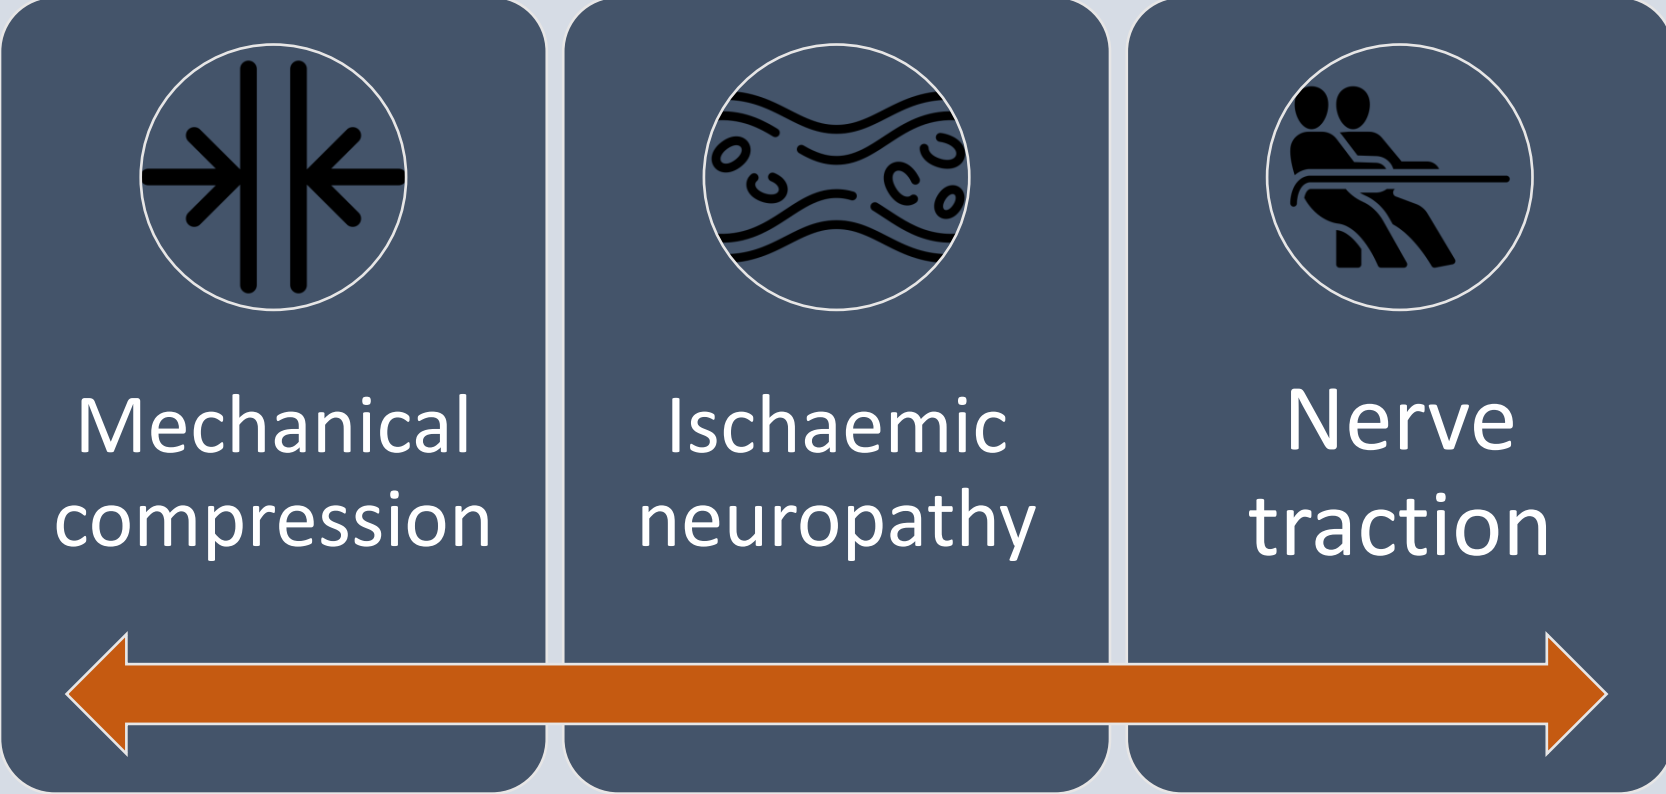 Mechanical
compression
Ischaemic
neuropathy
Nerve
traction